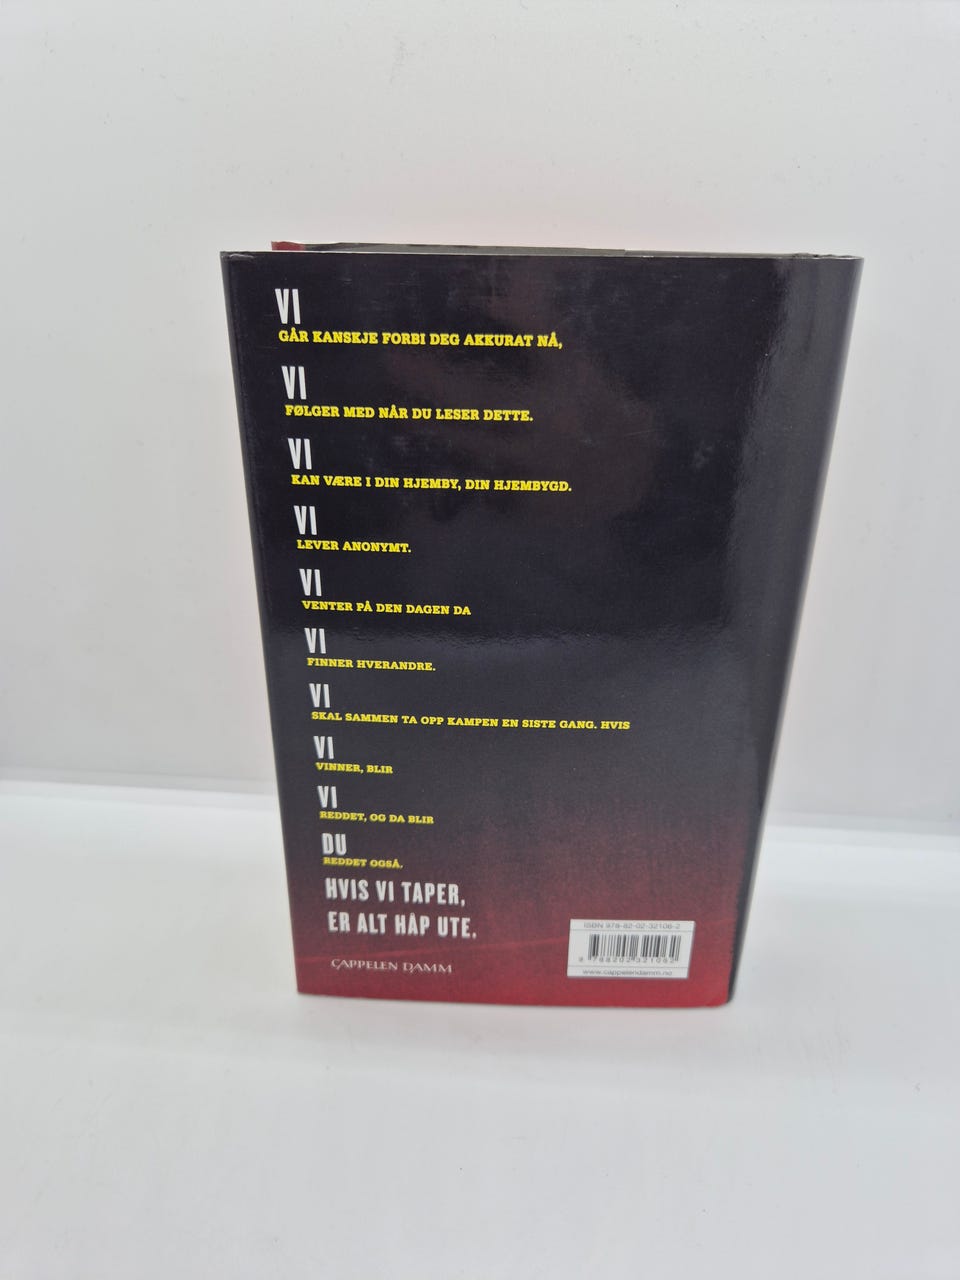 VI
GÅR KANSKJE FORBI DEG AKKURAT NÅ,
VI
FØLGER MED NÅR DU LESER DETTE.
VI
KAN VÆRE I DIN HJEMBY, DIN HJEMBYGD.
VI
LEVER ANONYMT.
VI
VENTER PÅ DEN DAGEN DA
VI
FINNER HVERANDRE.
VI
SKAL SAMMEN TA OPP KAMPEN EN SISTE GANG. HVIS
VI
VINNER, BLIR
VI
REDDET, OG DA BLIR
DU
REDDET OGSÅ.
HVIS VI TAPER,
ER ALT HÅP UTE.
CAPPELEN DAMM
ISBN 978-82-02-32106-2
9 788202 321062
www.cappelendamm.no